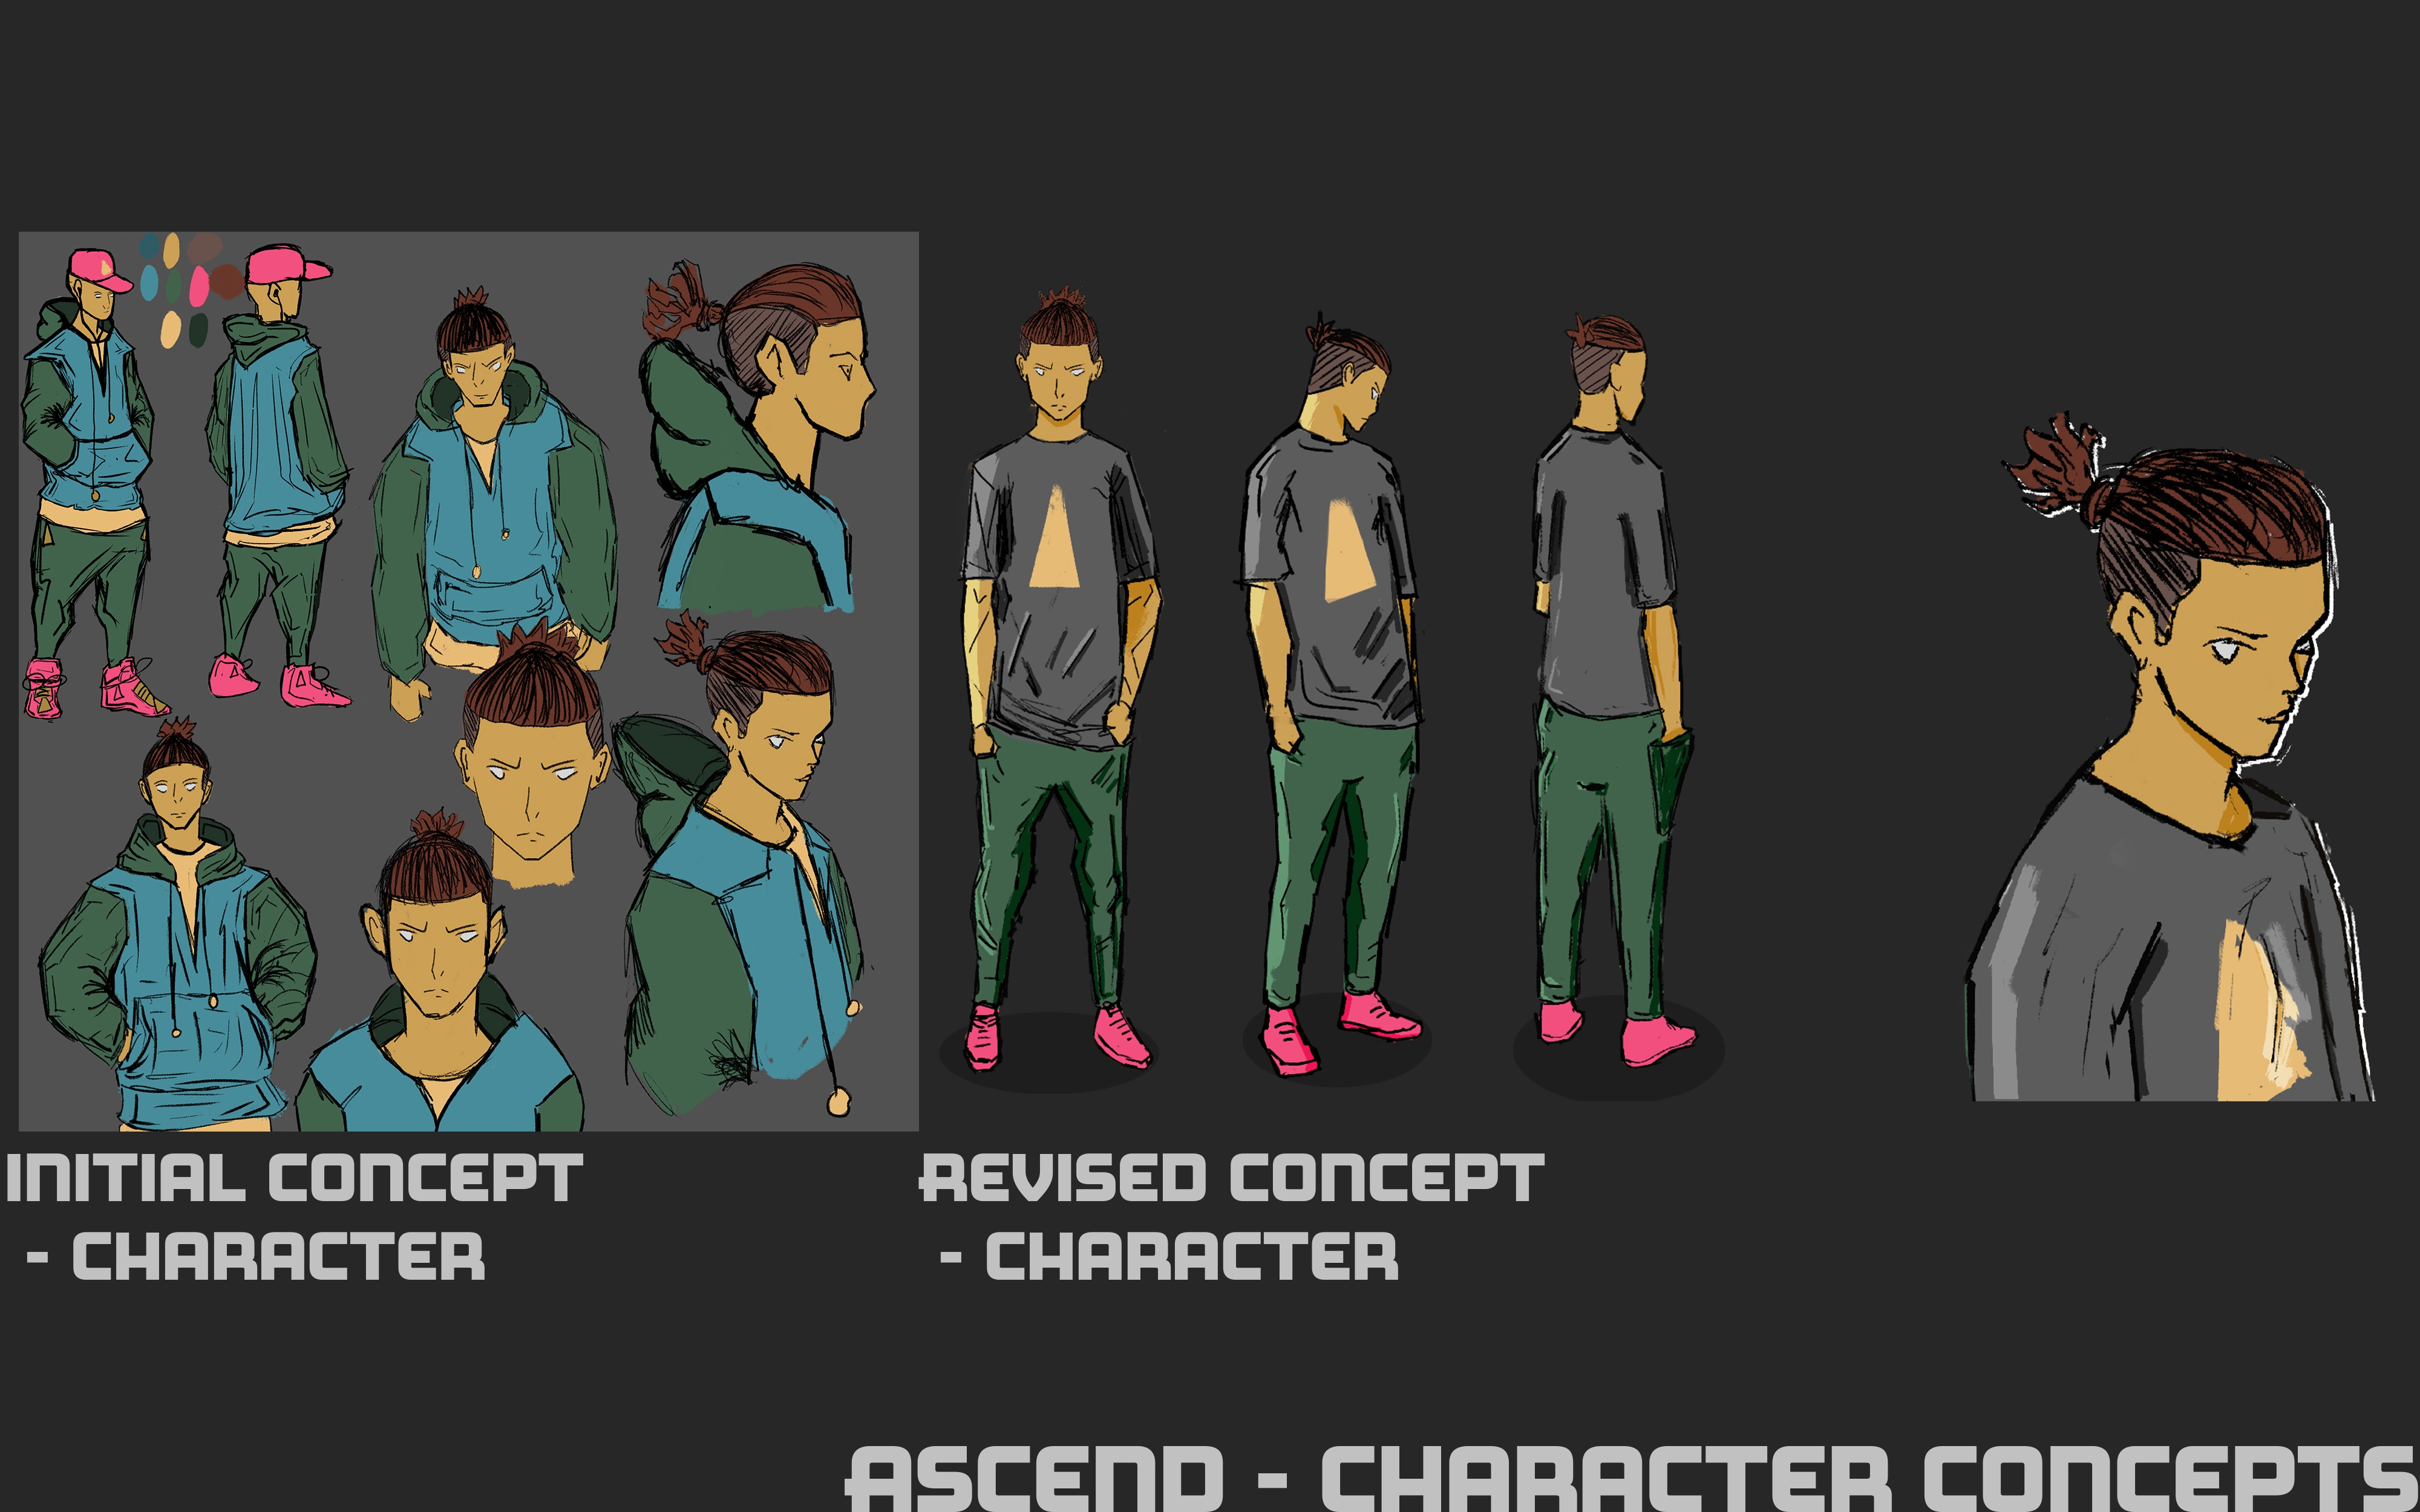 INITIAL CONCEPT
- CHARACTER
REVISED CONCEPT
- CHARACTER
ASCEND - CHARACTER CONCEPTS